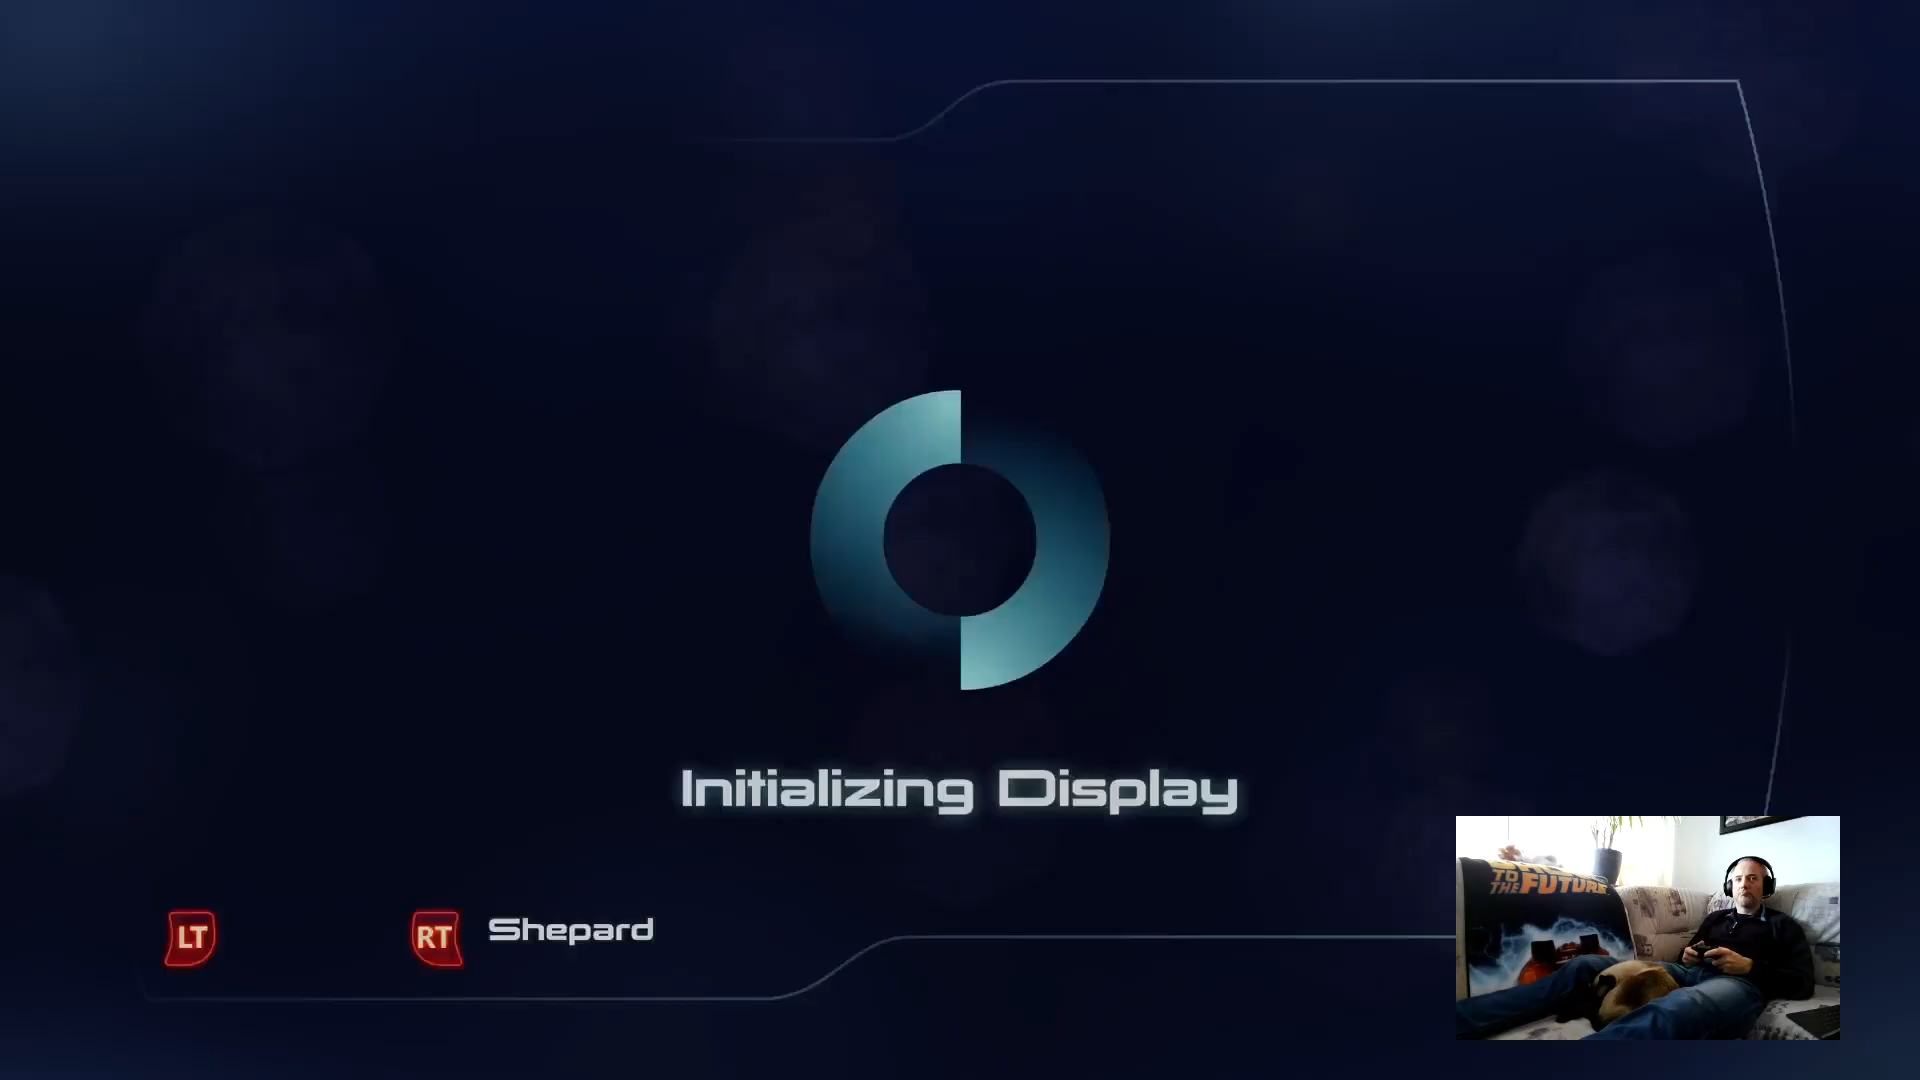 Initializing Display
LT
RT
Shepard
TO
THE FUTURE